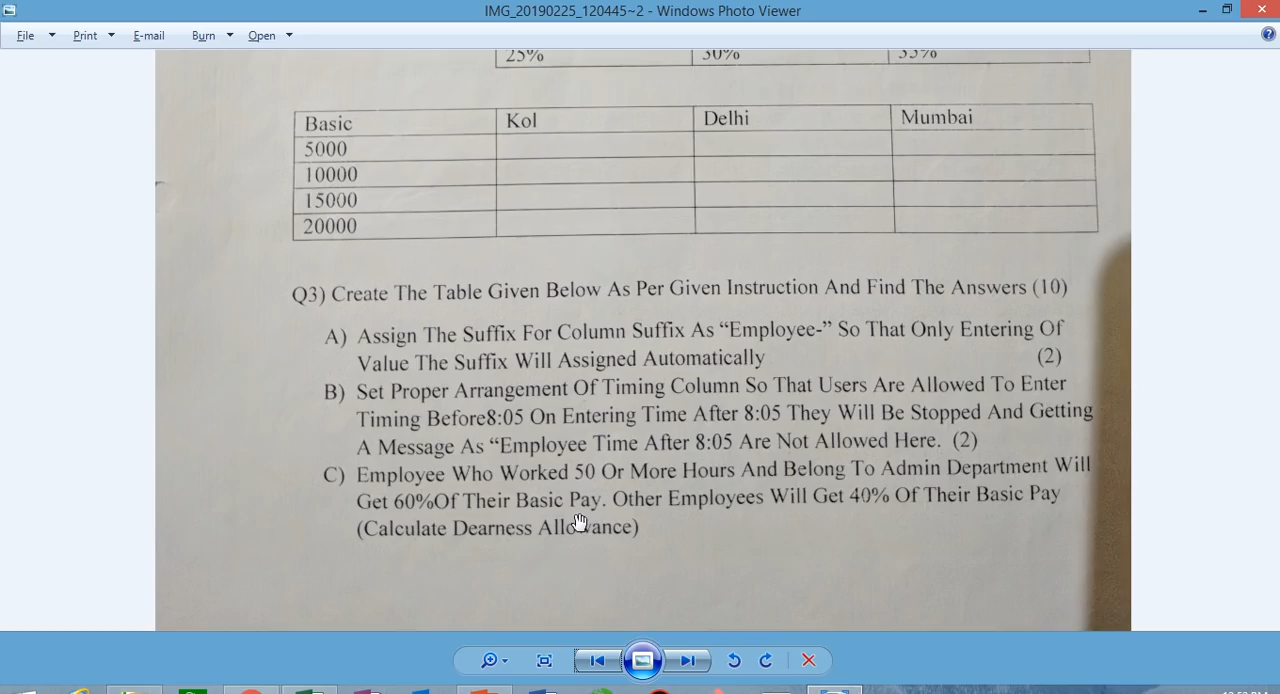 IMG_20190225_120445~2 - Windows Photo Viewer
File Print E-mail Burn Open
25% 30% 35%
Basic Kol Delhi Mumbai
5000
10000
15000
20000
Q3) Create The Table Given Below As Per Given Instruction And Find The Answers (10)
A) Assign The Suffix For Column Suffix As “Employee-” So That Only Entering Of
Value The Suffix Will Assigned Automatically (2)
B) Set Proper Arrangement Of Timing Column So That Users Are Allowed To Enter
Timing Before8:05 On Entering Time After 8:05 They Will Be Stopped And Getting
A Message As “Employee Time After 8:05 Are Not Allowed Here. (2)
C) Employee Who Worked 50 Or More Hours And Belong To Admin Department Will
Get 60%Of Their Basic Pay. Other Employees Will Get 40% Of Their Basic Pay
(Calculate Dearness Allowance)